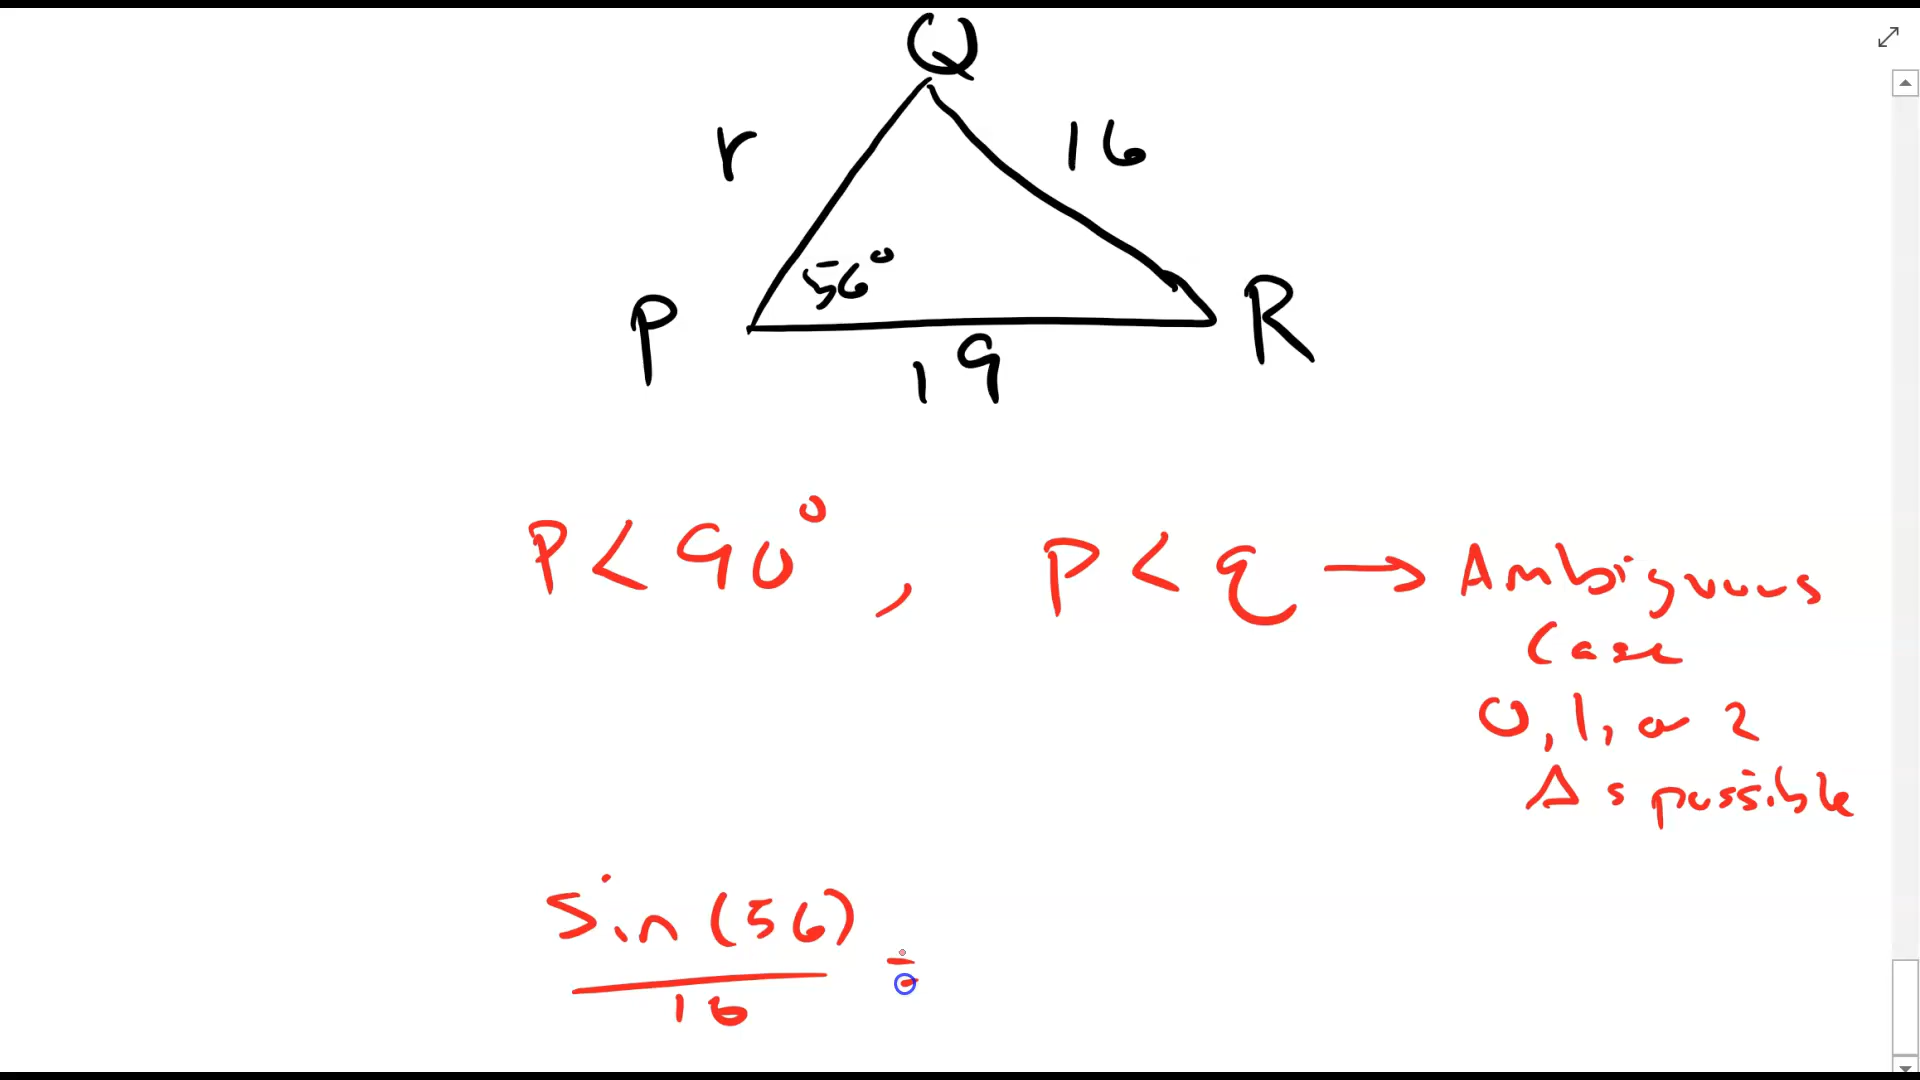 Q
r
16
56°
P
R
19
P < 90°, p < q → Ambiguous
Case
0, 1, or 2
Δs possible
Sin(56)
16
=